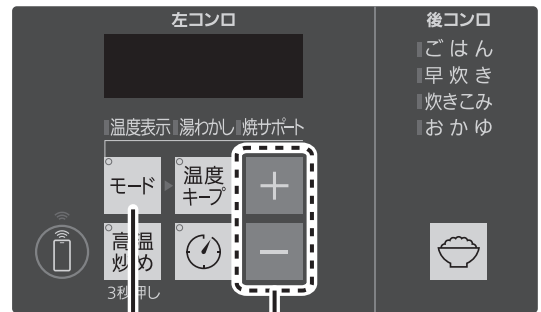 左コンロ
後コンロ
ごはん
早炊き
炊きこみ
おかゆ
温度表示 湯わかし 焼サポート
モード
温度
キープ
+
高温
炒め
−
3秒押し